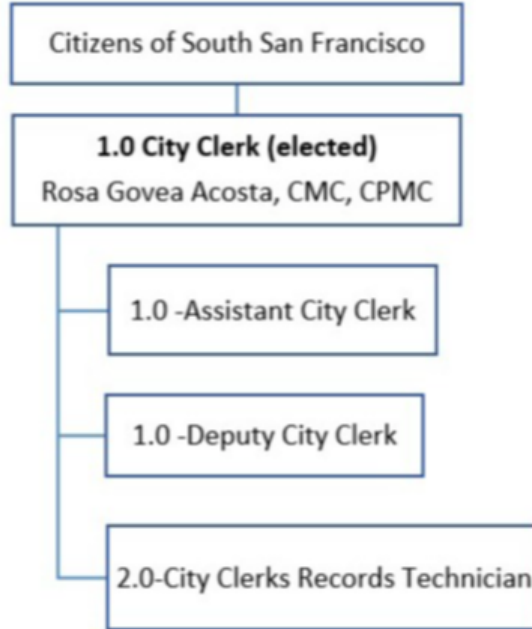 Citizens of South San Francisco
1.0 City Clerk (elected)
Rosa Govea Acosta, CMC, CPMC
1.0 -Assistant City Clerk
1.0 -Deputy City Clerk
2.0-City Clerks Records Technician